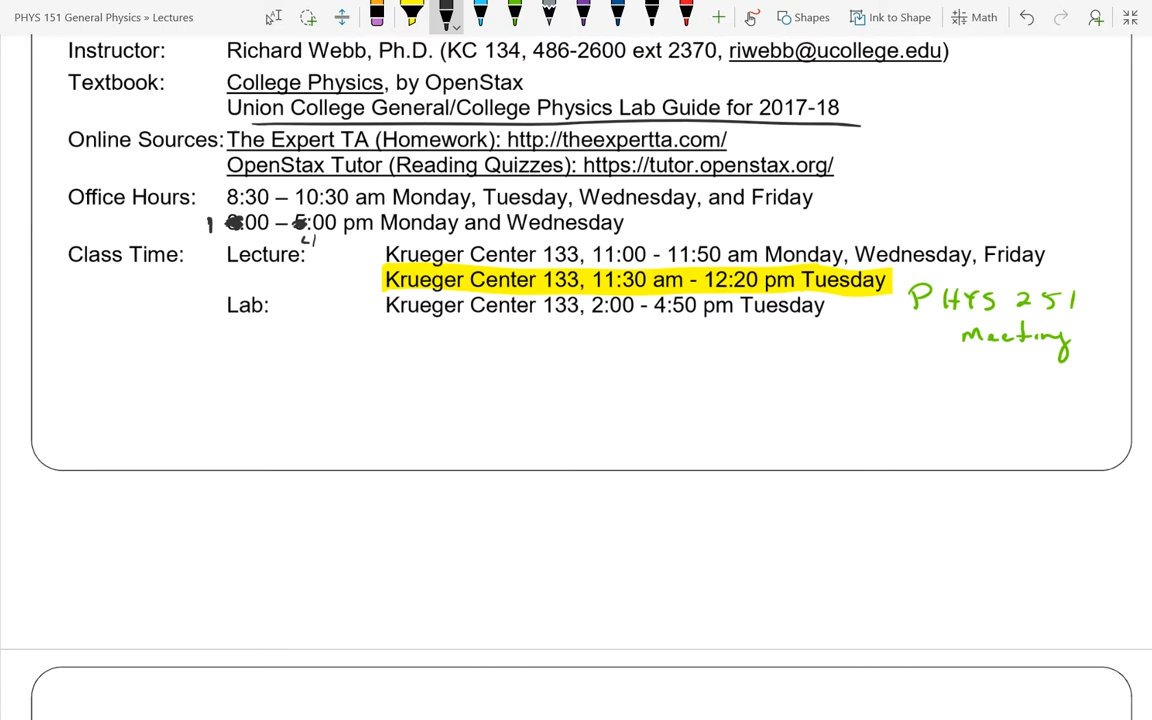 PHYS 151 General Physics » Lectures
Shapes
Ink to Shape
Math
Instructor: Richard Webb, Ph.D. (KC 134, 486-2600 ext 2370, riwebb@ucollege.edu)
Textbook: College Physics, by OpenStax
Union College General/College Physics Lab Guide for 2017-18
Online Sources: The Expert TA (Homework): http://theexpertta.com/
OpenStax Tutor (Reading Quizzes): https://tutor.openstax.org/
Office Hours: 8:30 – 10:30 am Monday, Tuesday, Wednesday, and Friday
1 :00 – :00 pm Monday and Wednesday
4
Class Time: Lecture: Krueger Center 133, 11:00 - 11:50 am Monday, Wednesday, Friday
Krueger Center 133, 11:30 am - 12:20 pm Tuesday
Lab: Krueger Center 133, 2:00 - 4:50 pm Tuesday
PHYS 251
Meeting